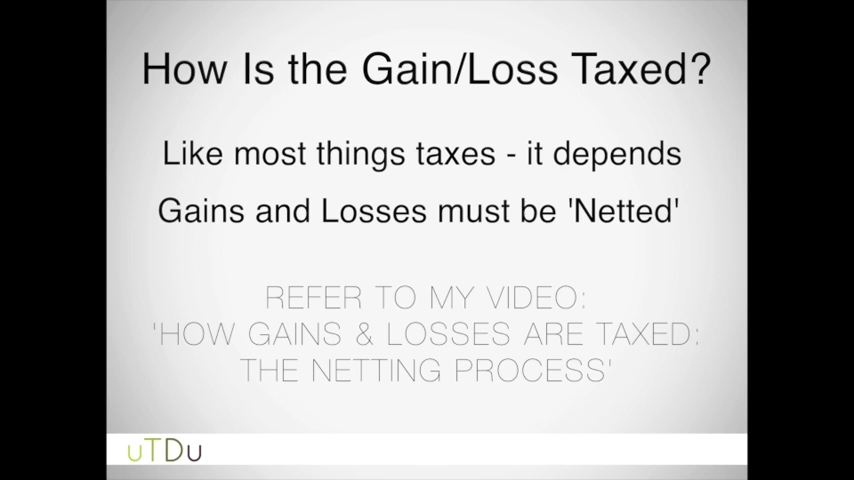 How Is the Gain/Loss Taxed?
Like most things taxes - it depends
Gains and Losses must be 'Netted'
REFER TO MY VIDEO:
'HOW GAINS & LOSSES ARE TAXED:
THE NETTING PROCESS'
uTDu